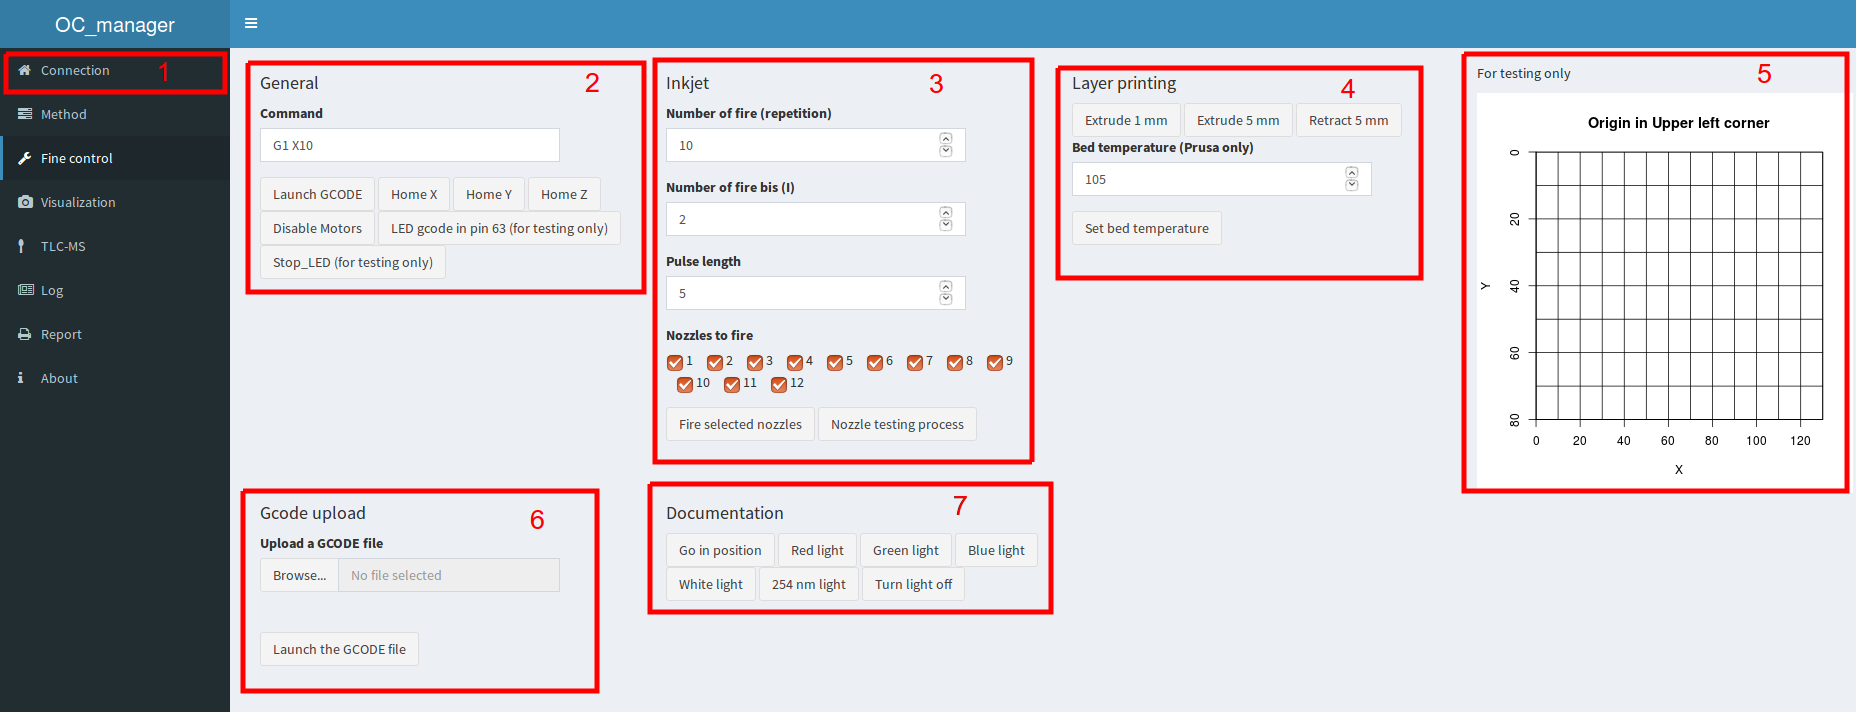 OC_manager
Connection 1
Method
Fine control
Visualization
TLC-MS
Log
Report
About
General 2
Command
G1 X10
Launch GCODE Home X Home Y Home Z
Disable Motors LED gcode in pin 63 (for testing only)
Stop_LED (for testing only)
Inkjet 3
Number of fire (repetition)
10
Number of fire bis (I)
2
Pulse length
5
Nozzles to fire
1 2 3 4 5 6 7 8 9
10 11 12
Fire selected nozzles Nozzle testing process
Layer printing 4
Extrude 1 mm Extrude 5 mm Retract 5 mm
Bed temperature (Prusa only)
105
Set bed temperature
For testing only 5
Origin in Upper left corner
0
20
40
60
80
Y
0 20 40 60 80 100 120
X
Gcode upload 6
Upload a GCODE file
Browse... No file selected
Launch the GCODE file
Documentation 7
Go in position Red light Green light Blue light
White light 254 nm light Turn light off